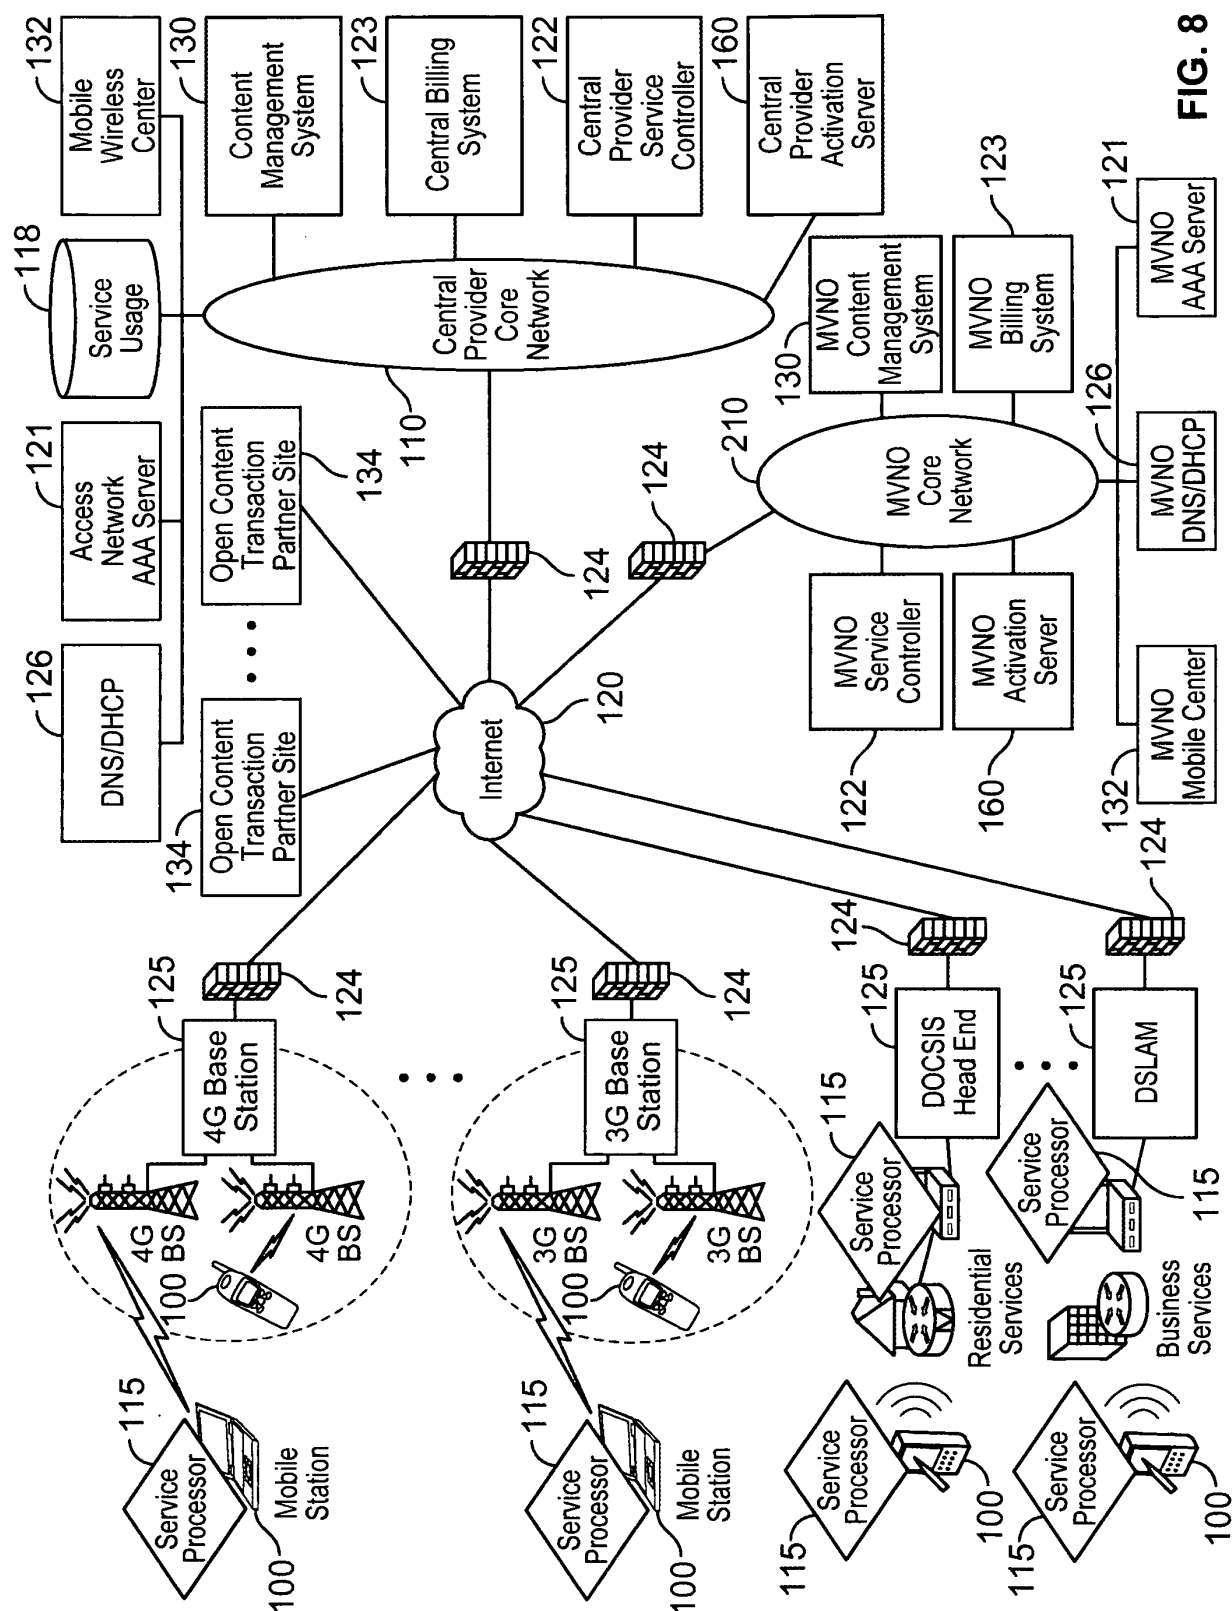 126
DNS/DHCP
121
Access
Network
AAA Server
118
Service
Usage
132
Mobile
Wireless
Center
134
Open Content
Transaction
Partner Site
• • •
Open Content
Transaction
Partner Site
134
130
Content
Management
System
123
Central Billing
System
122
Central
Provider
Service
Controller
160
Central
Provider
Activation
Server
110
Central
Provider
Core
Network
115
Service
Processor
100
Mobile
Station
4G
BS
100
4G
BS
125
4G Base
Station
124
• • •
115
Service
Processor
100
Mobile
Station
3G
BS
100
3G
BS
125
3G Base
Station
124
Internet
120
124
124
210
MVNO
Core
Network
122
MVNO
Service
Controller
130
MVNO
Content
Management
System
160
MVNO
Activation
Server
123
MVNO
Billing
System
132
MVNO
Mobile Center
126
MVNO
DNS/DHCP
121
MVNO
AAA Server
115
Service
Processor
100
115
Service
Processor
Residential
Services
125
DOCSIS
Head End
124
• • •
115
Service
Processor
100
Service
Processor
115
Business
Services
125
DSLAM
124
FIG. 8